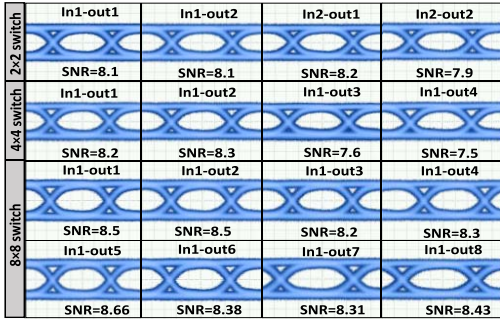 2×2 switch
In1-out1 In1-out2 In2-out1 In2-out2
SNR=8.1 SNR=8.1 SNR=8.2 SNR=7.9
4×4 switch
In1-out1 In1-out2 In1-out3 In1-out4
SNR=8.2 SNR=8.3 SNR=7.6 SNR=7.5
8×8 switch
In1-out1 In1-out2 In1-out3 In1-out4
SNR=8.5 SNR=8.5 SNR=8.2 SNR=8.3
In1-out5 In1-out6 In1-out7 In1-out8
SNR=8.66 SNR=8.38 SNR=8.31 SNR=8.43